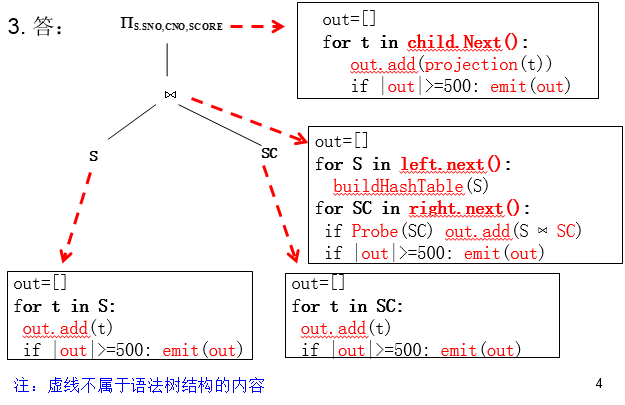 3. 答：
ΠS.SNO,CNO,SCORE
out=[]
for t in child.Next():
out.add(projection(t))
if |out|>=500: emit(out)
⋈
S
SC
out=[]
for S in left.next():
buildHashTable(S)
for SC in right.next():
if Probe(SC) out.add(S ⋈ SC)
if |out|>=500: emit(out)
out=[]
for t in S:
out.add(t)
if |out|>=500: emit(out)
out=[]
for t in SC:
out.add(t)
if |out|>=500: emit(out)
注：虚线不属于语法树结构的内容
4